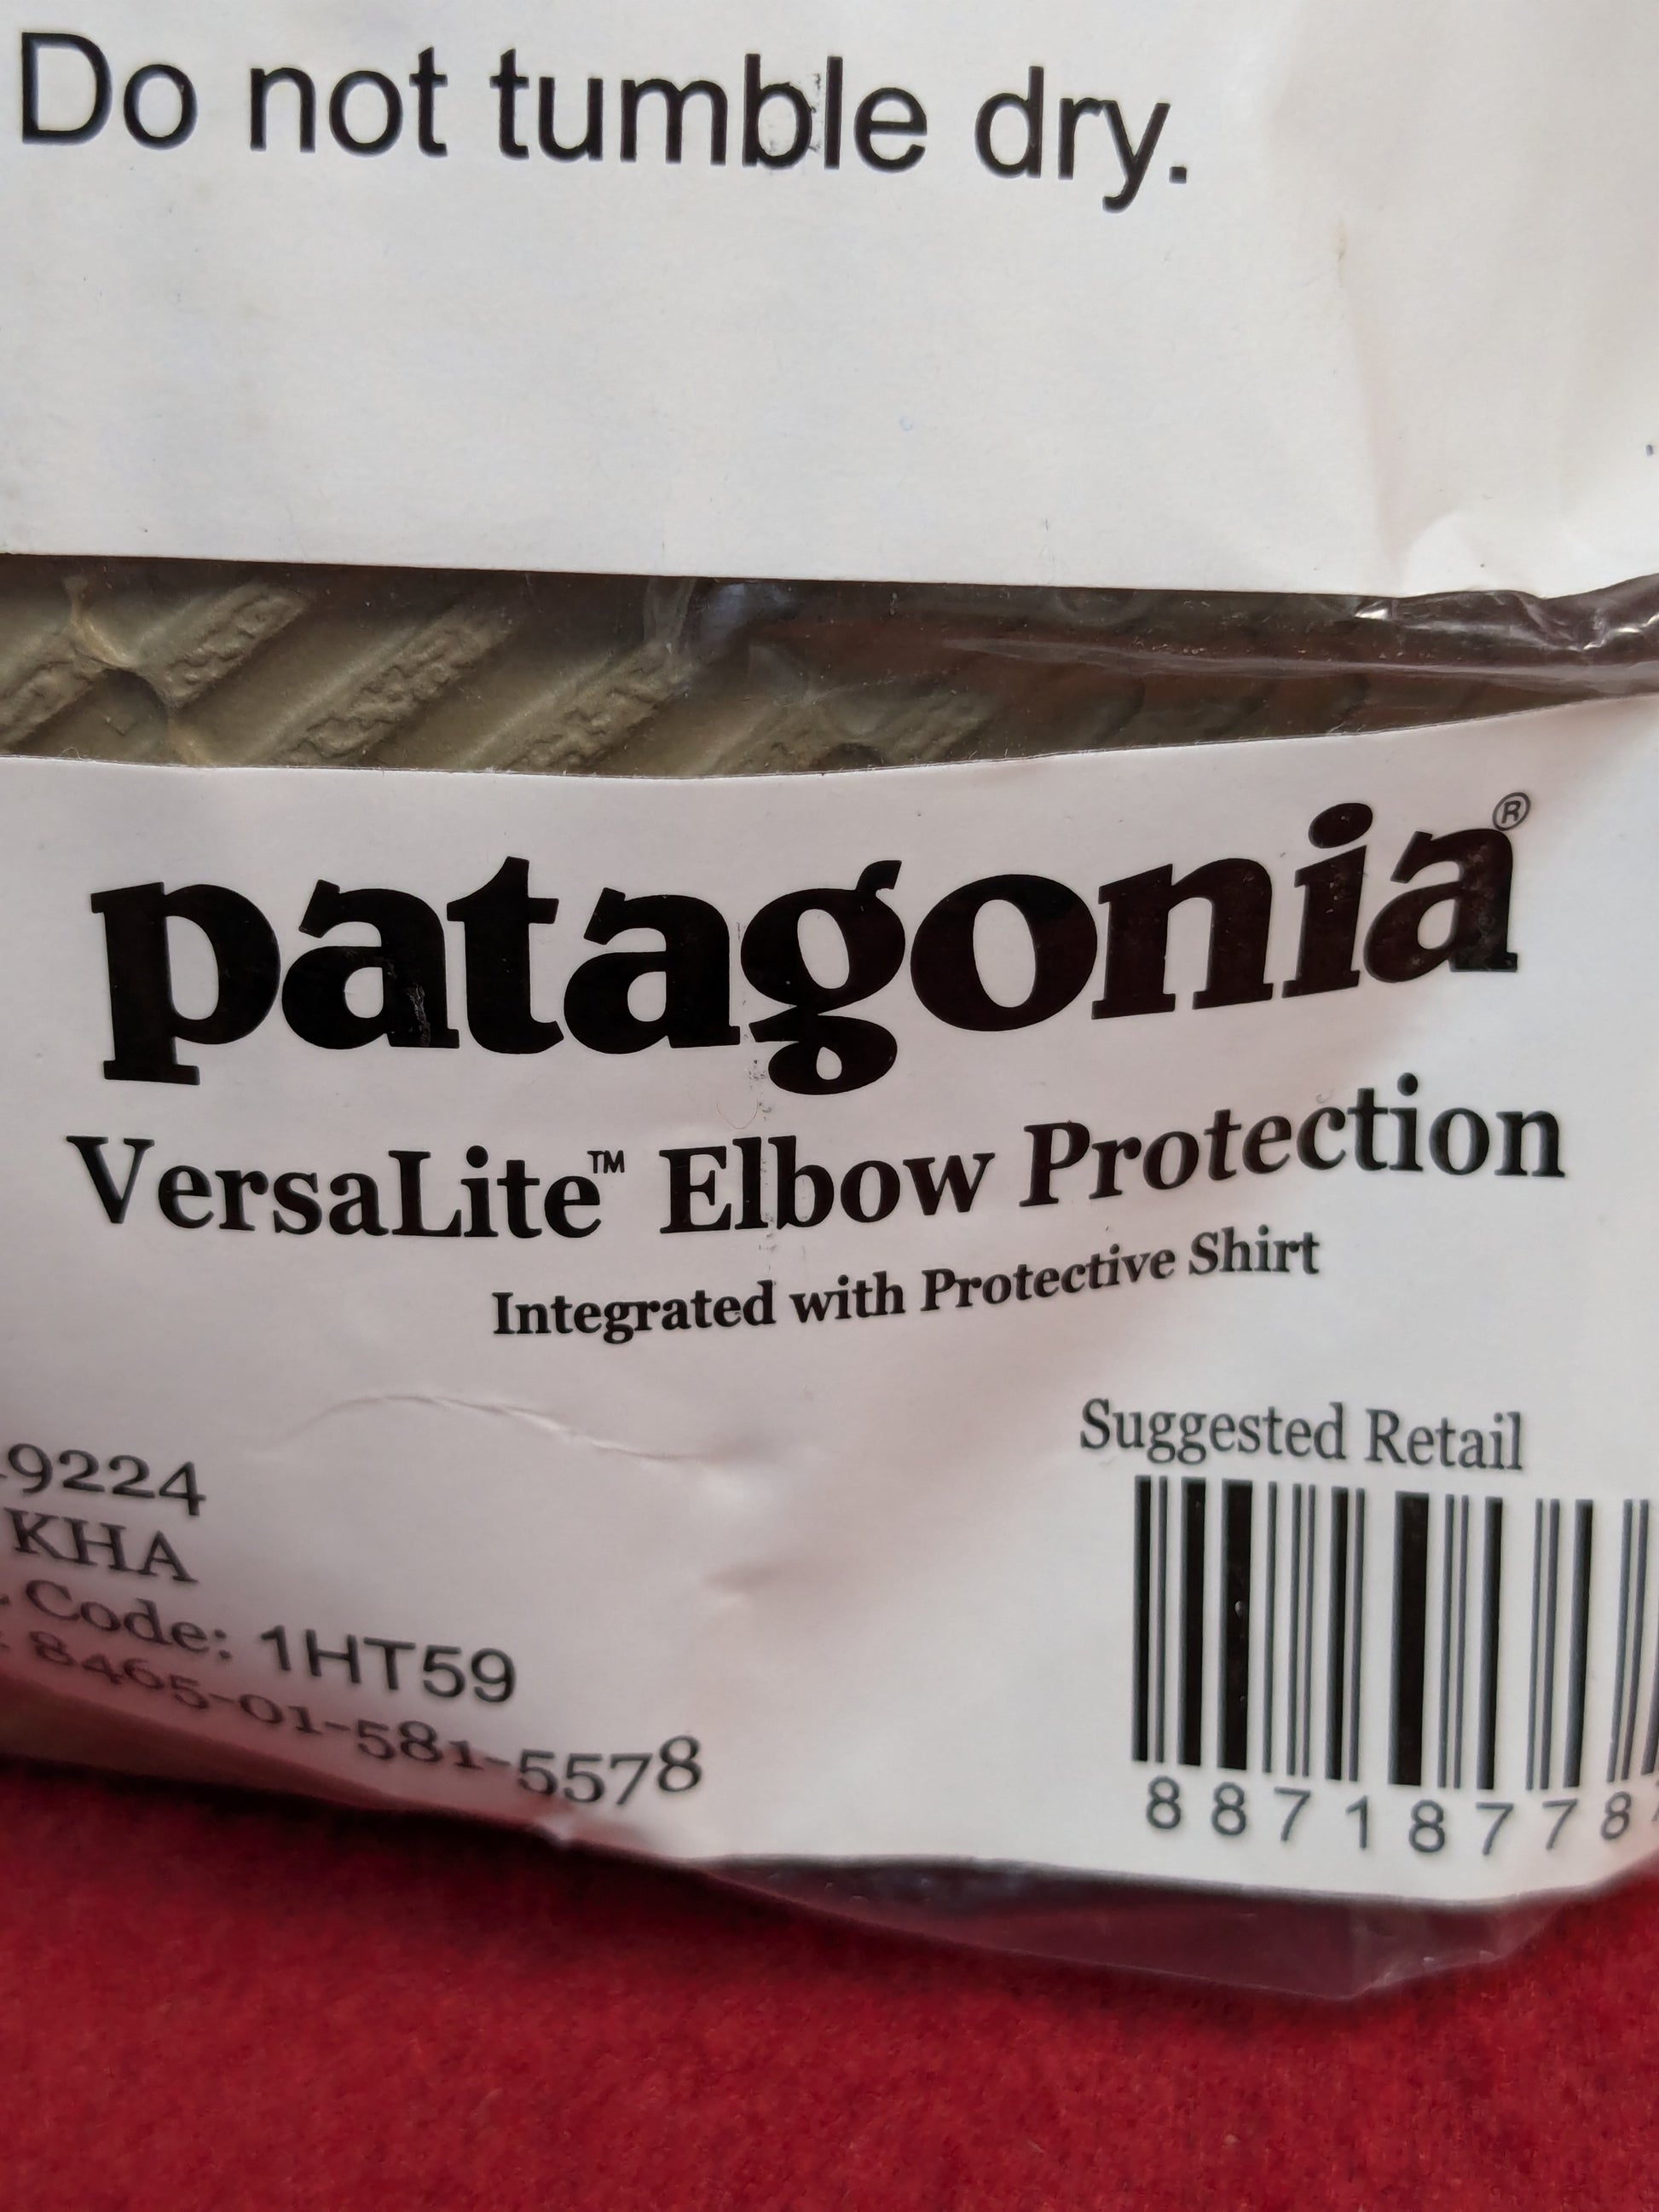 Do not tumble dry.
patagonia®
VersaLite™ Elbow Protection
Integrated with Protective Shirt
Suggested Retail
-9224
KHA
Code: 1HT59
: 8465-01-581-5578
88718778